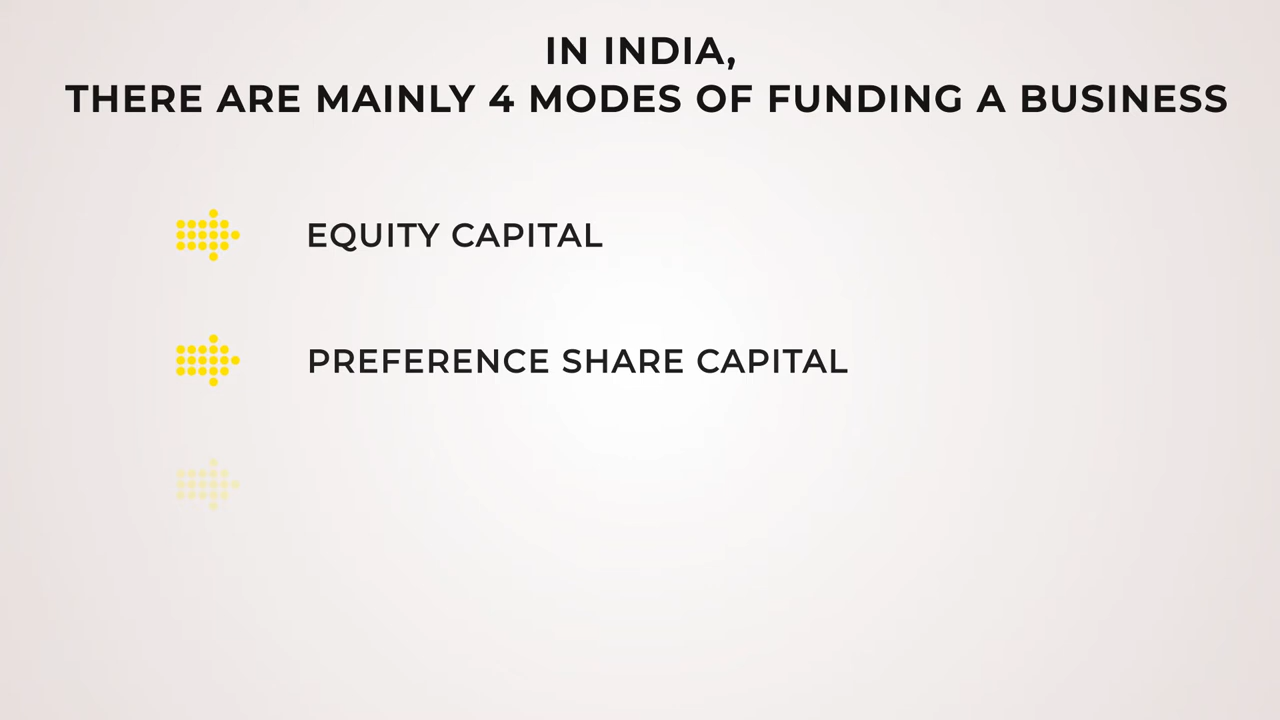 IN INDIA,
THERE ARE MAINLY 4 MODES OF FUNDING A BUSINESS
EQUITY CAPITAL
PREFERENCE SHARE CAPITAL